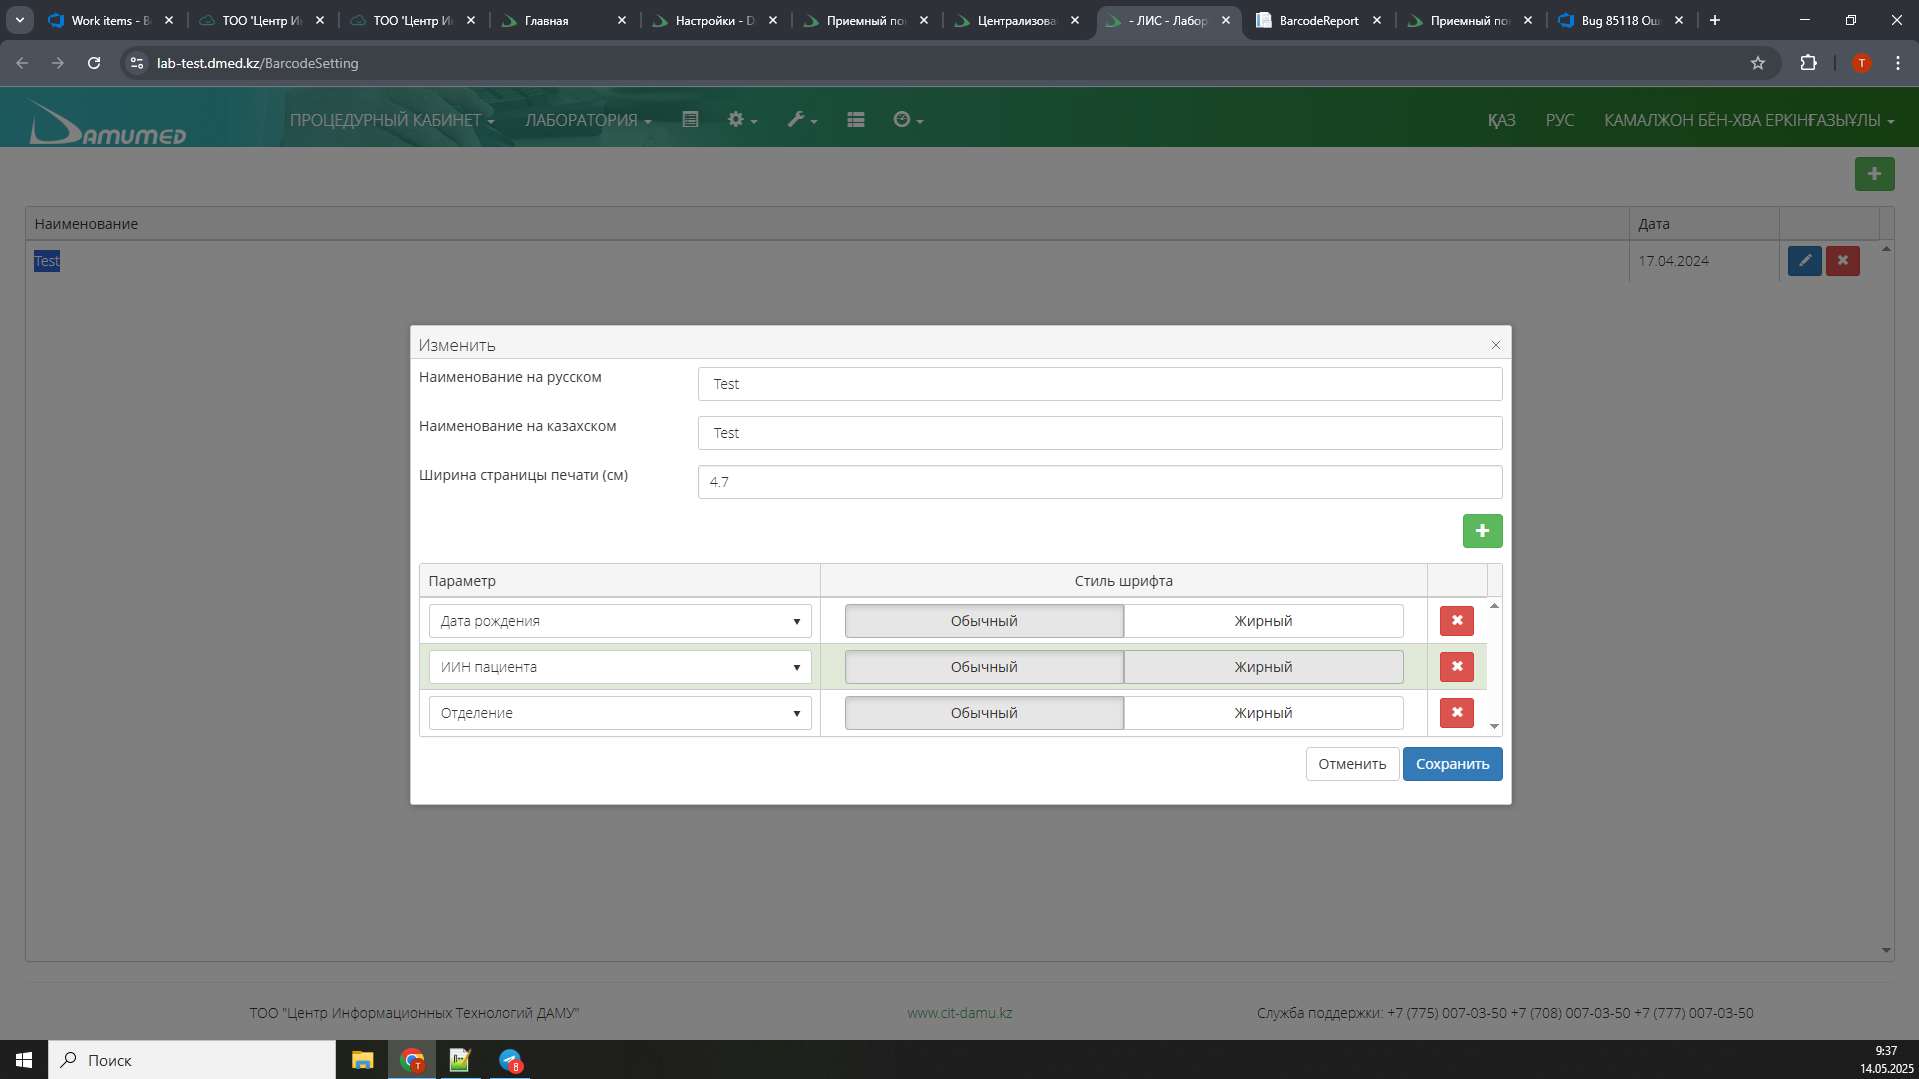 Work items - B
ТОО 'Центр И
ТОО 'Центр И
Главная
Настройки - D
Приемный по
Централизова
- ЛИС - Лабор
BarcodeReport
Приемный по
Bug 85118 Ош
lab-test.dmed.kz/BarcodeSetting
T
DAMUMED
ПРОЦЕДУРНЫЙ КАБИНЕТ
ЛАБОРАТОРИЯ
ҚАЗ
РУС
КАМАЛЖОН БЁН-ХВА ЕРКІНҒАЗЫҰЛЫ
Наименование
Дата
Test
17.04.2024
Изменить
Наименование на русском
Test
Наименование на казахском
Test
Ширина страницы печати (см)
4.7
Параметр
Стиль шрифта
Дата рождения
Обычный
Жирный
ИИН пациента
Обычный
Жирный
Отделение
Обычный
Жирный
Отменить
Сохранить
ТОО "Центр Информационных Технологий ДАМУ"
www.cit-damu.kz
Служба поддержки: +7 (775) 007-03-50 +7 (708) 007-03-50 +7 (777) 007-03-50
Поиск
T
8
9:37
14.05.2025